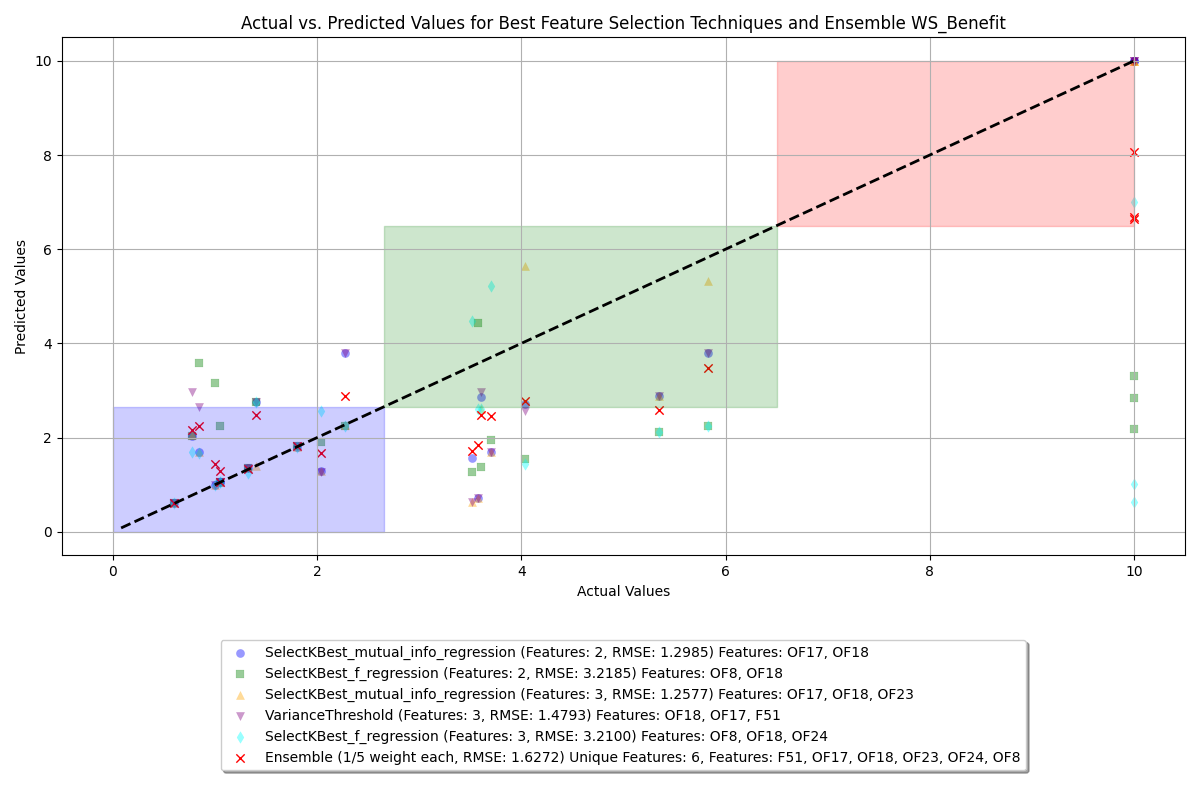 Actual vs. Predicted Values for Best Feature Selection Techniques and Ensemble WS_Benefit
Predicted Values
10
8
6
4
2
0
0 2 4 6 8 10
Actual Values
SelectKBest_mutual_info_regression (Features: 2, RMSE: 1.2985) Features: OF17, OF18
SelectKBest_f_regression (Features: 2, RMSE: 3.2185) Features: OF8, OF18
SelectKBest_mutual_info_regression (Features: 3, RMSE: 1.2577) Features: OF17, OF18, OF23
VarianceThreshold (Features: 3, RMSE: 1.4793) Features: OF18, OF17, F51
SelectKBest_f_regression (Features: 3, RMSE: 3.2100) Features: OF8, OF18, OF24
Ensemble (1/5 weight each, RMSE: 1.6272) Unique Features: 6, Features: F51, OF17, OF18, OF23, OF24, OF8